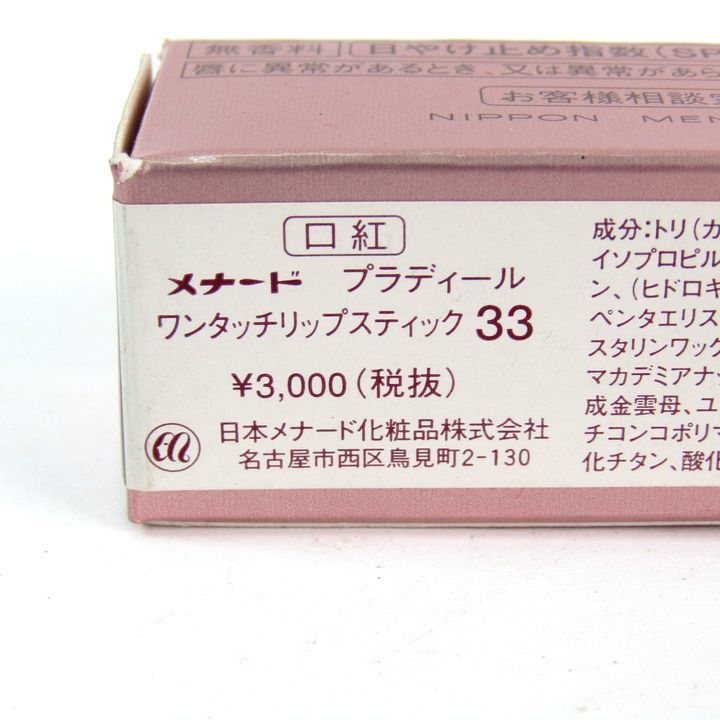 無香料 日やけ止め指数(SP
唇に異常があるとき、又は異常があら
お客様相談
NIPPON MEN
口紅
メナード プラディール
ワンタッチリップスティック 33
¥3,000(税抜)
日本メナード化粧品株式会社
名古屋市西区鳥見町2-130
成分:トリ(カ
イソプロピル
ン、(ヒドロキ
ペンタエリス
スタリンワック
マカデミアナッ
成金雲母、ユ
チコンコポリマ
化チタン、酸化